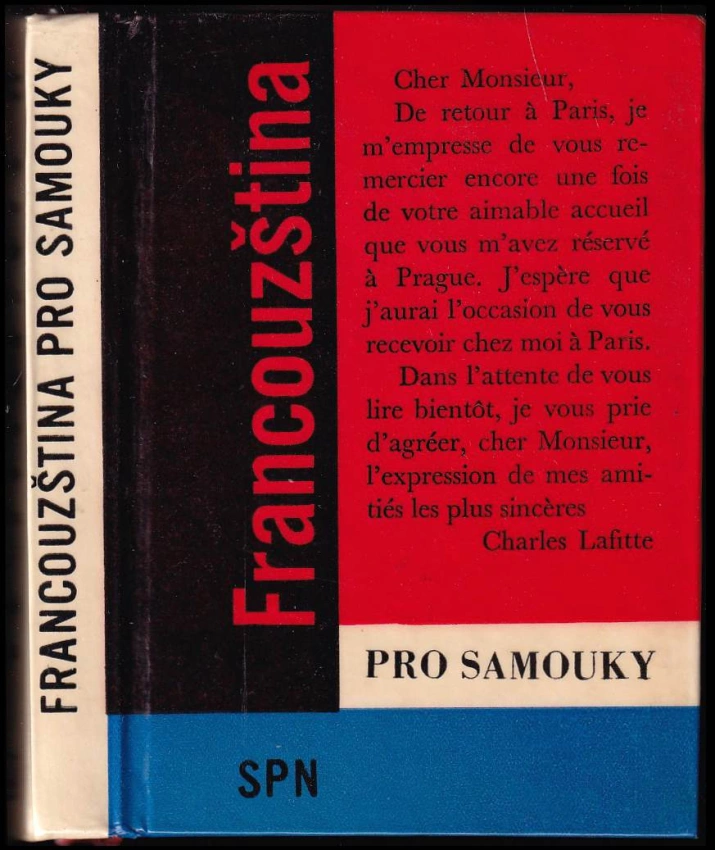 FRANCOUZŠTINA PRO SAMOUKY
Francouzština
Cher Monsieur,
De retour à Paris, je
m'empresse de vous re-
mercier encore une fois
de votre aimable accueil
que vous m'avez réservé
à Prague. J'espère que
j'aurai l'occasion de vous
recevoir chez moi à Paris.
Dans l'attente de vous
lire bientôt, je vous prie
d'agréer, cher Monsieur,
l'expression de mes ami-
tiés les plus sincères
Charles Lafitte
PRO SAMOUKY
SPN